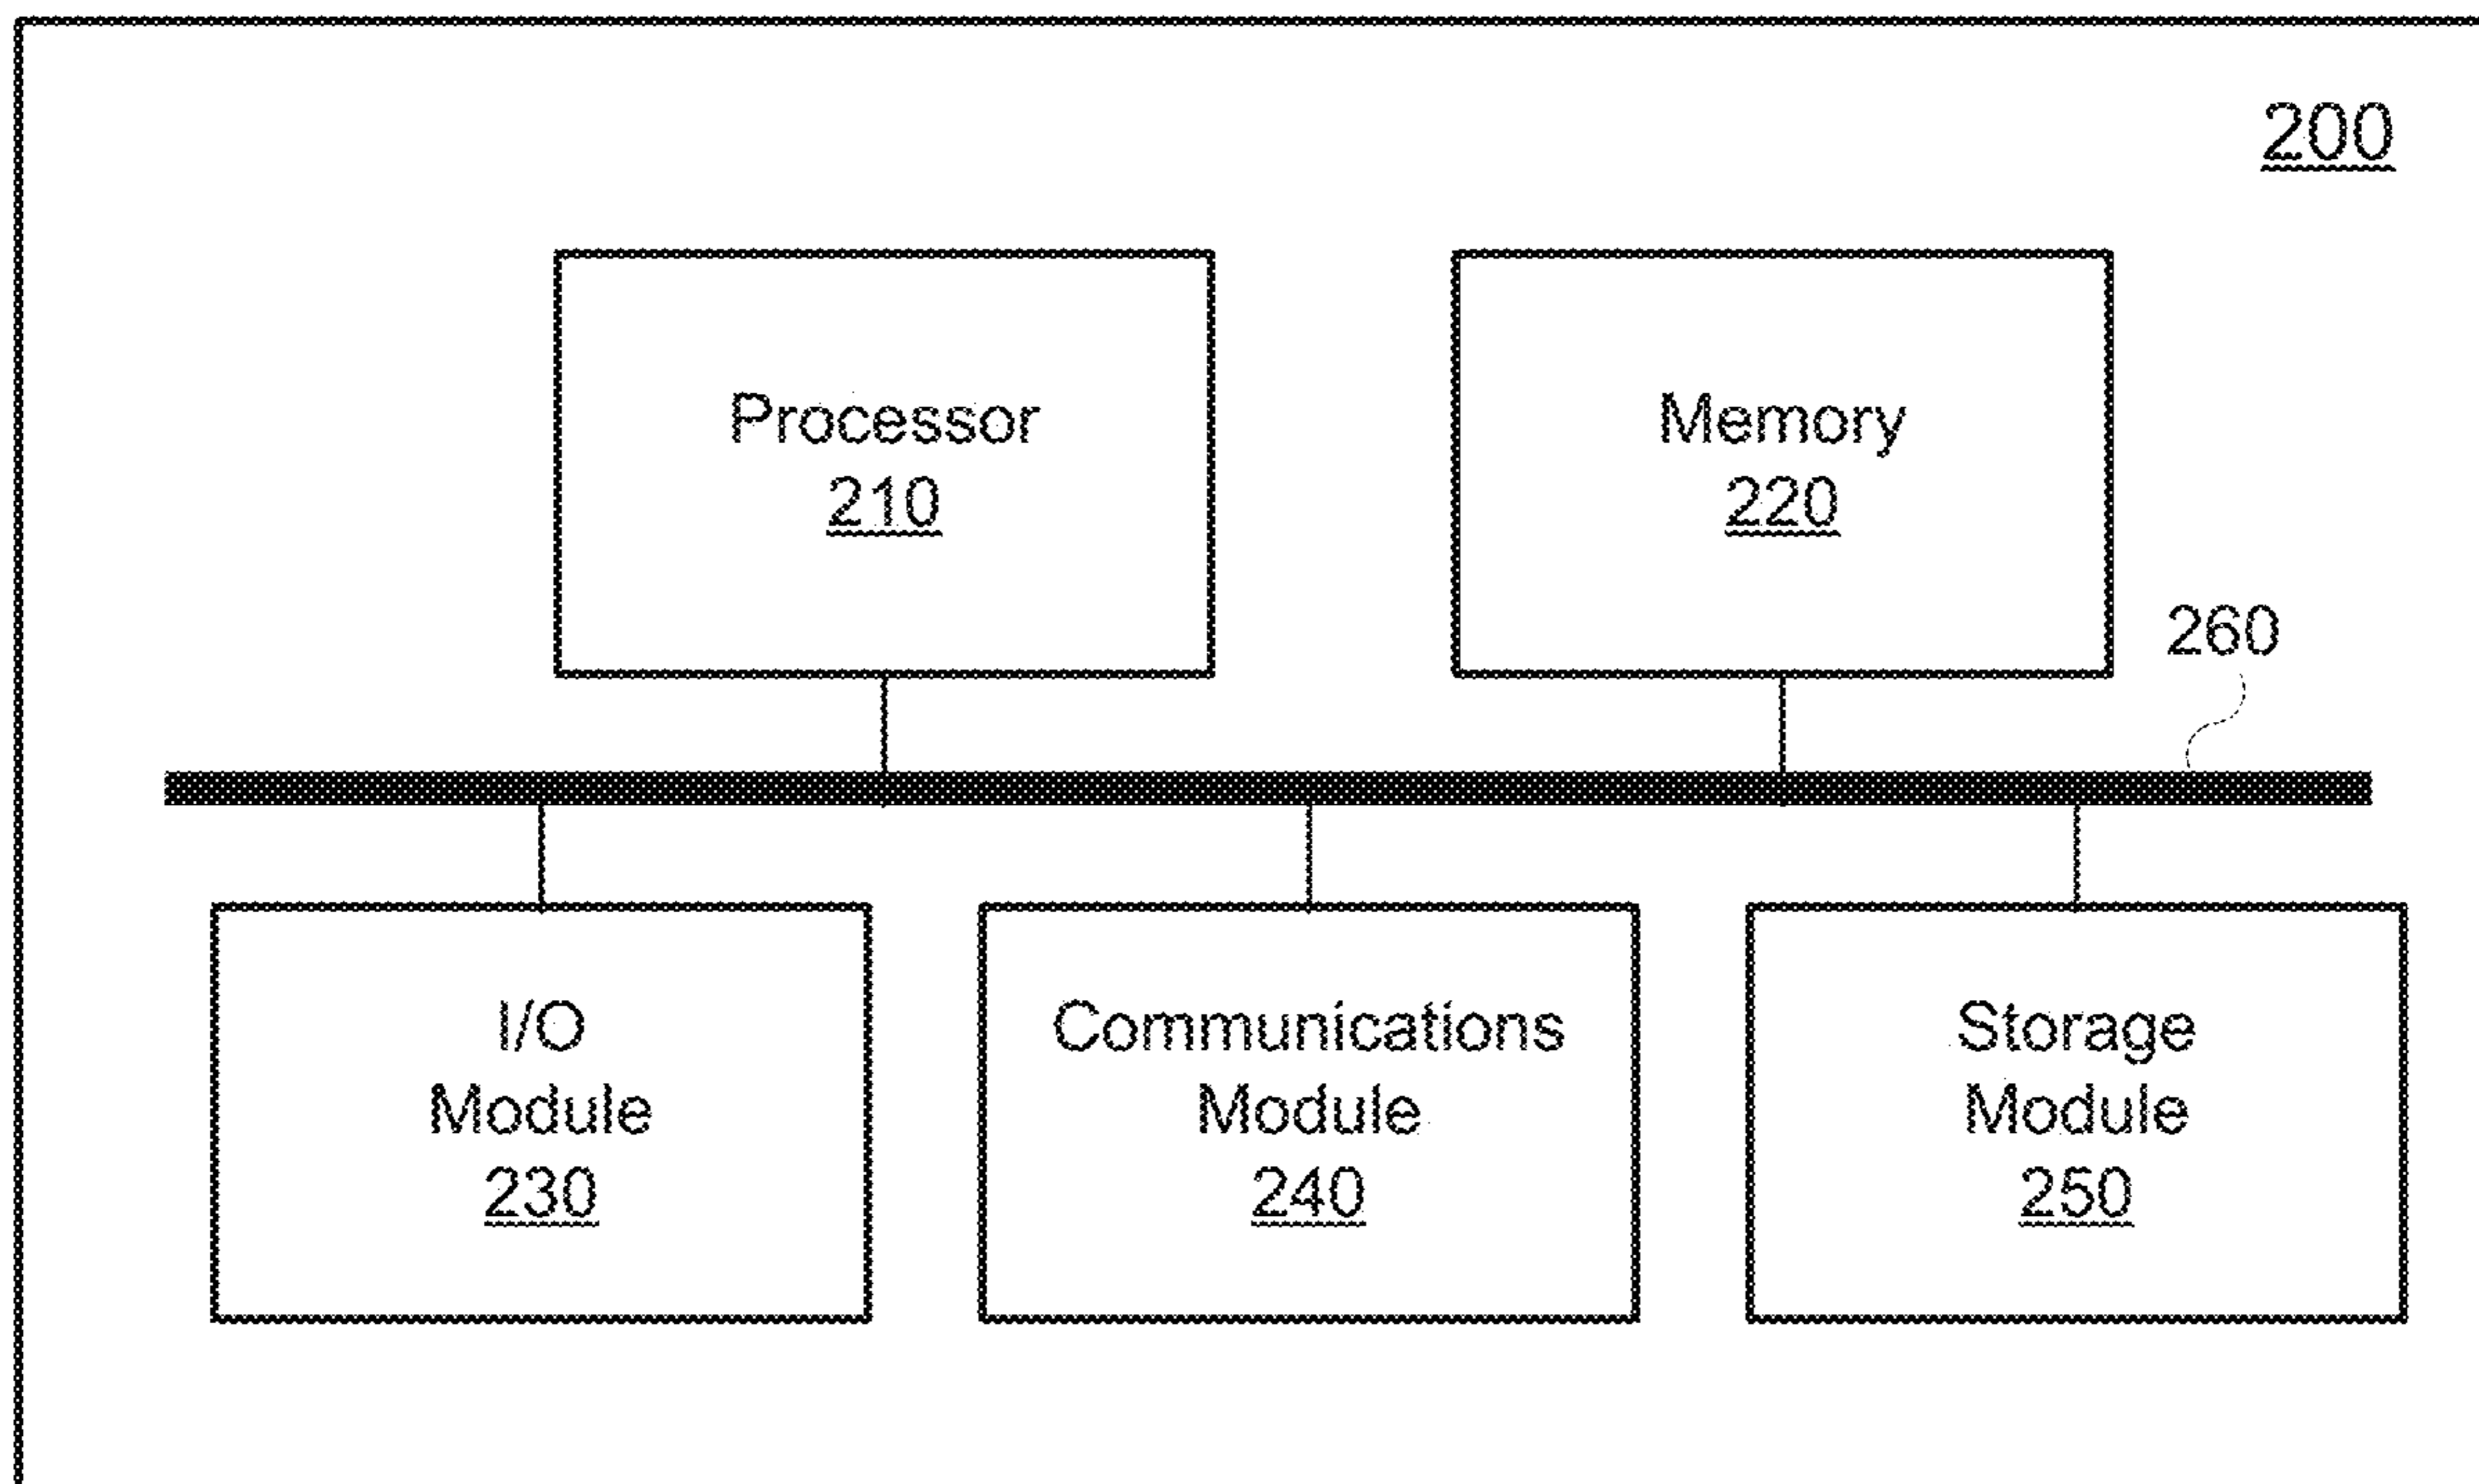 200
Processor
210
Memory
220
260
I/O
Module
230
Communications
Module
240
Storage
Module
250